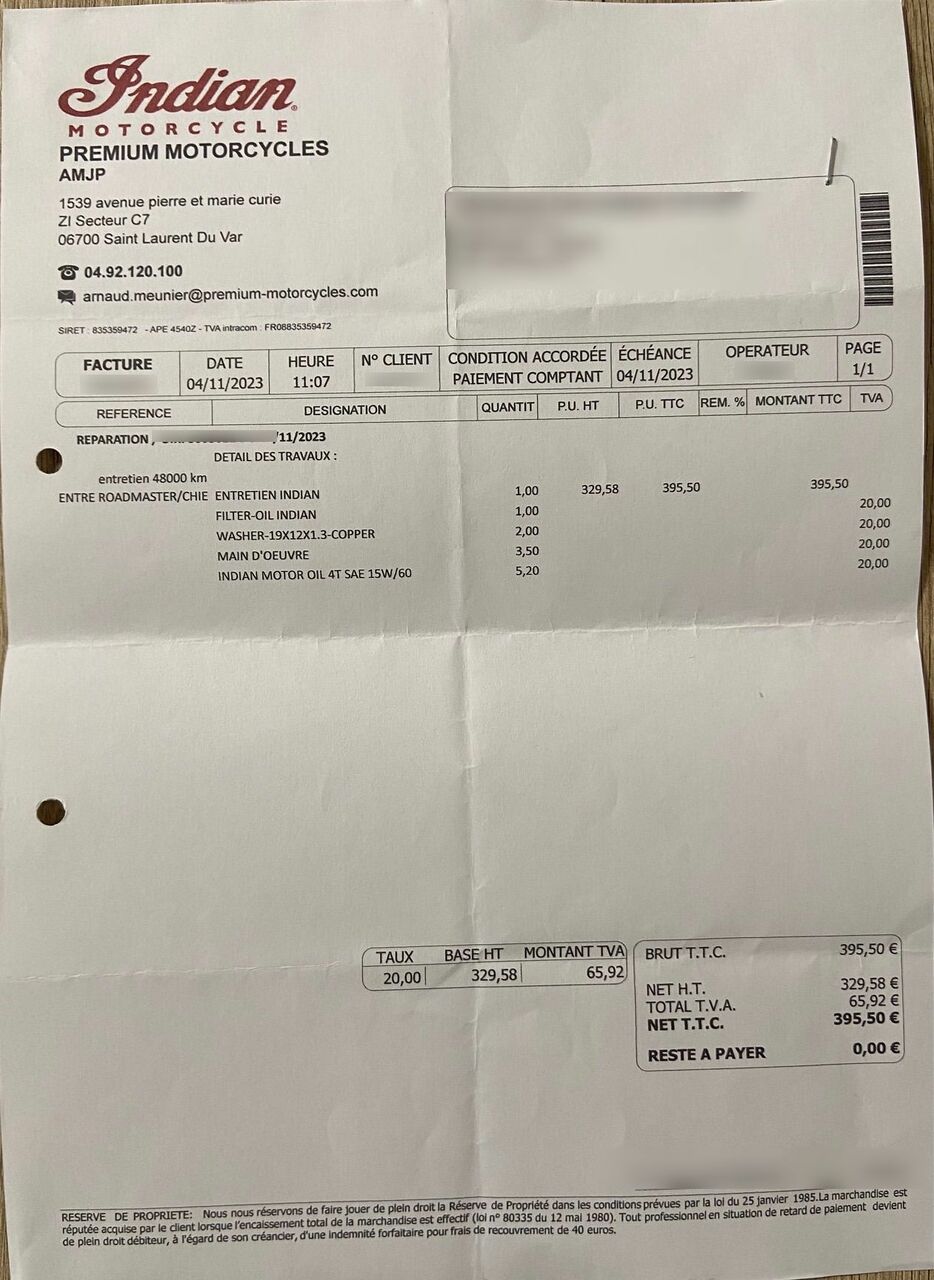 Indian
MOTORCYCLE
PREMIUM MOTORCYCLES
AMJP
1539 avenue pierre et marie curie
ZI Secteur C7
06700 Saint Laurent Du Var
04.92.120.100
arnaud.meunier@premium-motorcycles.com
SIRET : 835359472 - APE 4540Z - TVA intracom : FR08835359472
FACTURE DATE HEURE N° CLIENT CONDITION ACCORDÉE ÉCHÉANCE OPERATEUR PAGE
04/11/2023 11:07 PAIEMENT COMPTANT 04/11/2023 1/1
REFERENCE DESIGNATION QUANTIT P.U. HT P.U. TTC REM. % MONTANT TTC TVA
REPARATION , /11/2023
DETAIL DES TRAVAUX :
entretien 48000 km
ENTRE ROADMASTER/CHIE ENTRETIEN INDIAN 1,00 329,58 395,50 395,50
FILTER-OIL INDIAN 1,00 20,00
WASHER-19X12X1.3-COPPER 2,00 20,00
MAIN D'OEUVRE 3,50 20,00
INDIAN MOTOR OIL 4T SAE 15W/60 5,20 20,00
TAUX BASE HT MONTANT TVA
20,00 329,58 65,92
BRUT T.T.C. 395,50 €
NET H.T. 329,58 €
TOTAL T.V.A. 65,92 €
NET T.T.C. 395,50 €
RESTE A PAYER 0,00 €
RESERVE DE PROPRIETE: Nous nous réservons de faire jouer de plein droit la Réserve de Propriété dans les conditions prévues par la loi du 25 janvier 1985.La marchandise est
réputée acquise par le client lorsque l'encaissement total de la marchandise est effectif (loi n° 80335 du 12 mai 1980). Tout professionnel en situation de retard de paiement devient
de plein droit débiteur, à l'égard de son créancier, d'une indemnité forfaitaire pour frais de recouvrement de 40 euros.